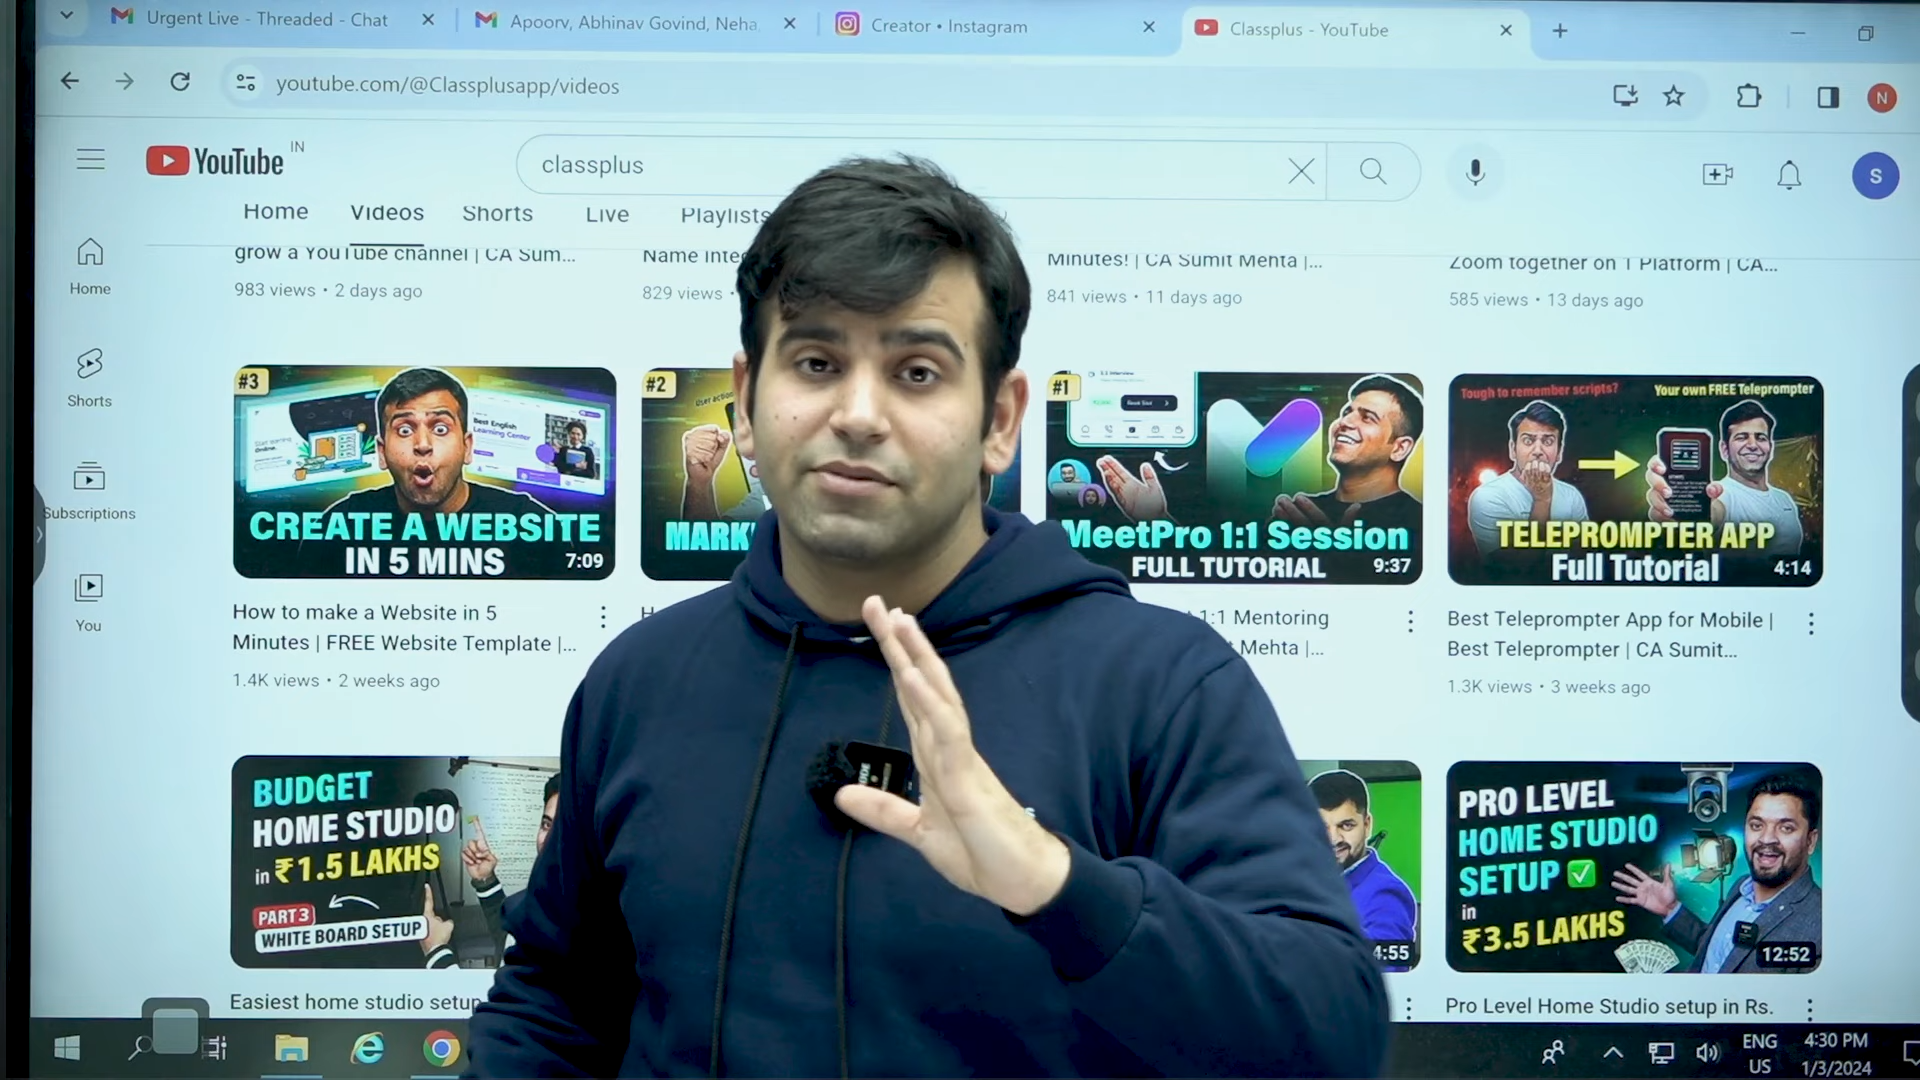 Urgent Live - Threaded - Chat
Apoorv, Abhinav Govind, Neha
Creator • Instagram
Classplus - YouTube
youtube.com/@Classplusapp/videos
N
YouTube IN
classplus
S
Home
Videos
Shorts
Live
Playlists
Home
Shorts
Subscriptions
You
grow a YouTube channel | CA Sum...
983 views • 2 days ago
829 views •
Minutes! | CA Sumit Mehta |...
841 views • 11 days ago
Zoom together on 1 Platform | CA...
585 views • 13 days ago
#3
Best English
Learning Center
CREATE A WEBSITE
IN 5 MINS
7:09
How to make a Website in 5
Minutes | FREE Website Template |...
1.4K views • 2 weeks ago
#2
MARK
#1
MeetPro 1:1 Session
FULL TUTORIAL
9:37
1:1 Mentoring
Mehta |...
Tough to remember scripts?
Your own FREE Teleprompter
TELEPROMPTER APP
Full Tutorial
4:14
Best Teleprompter App for Mobile |
Best Teleprompter | CA Sumit...
1.3K views • 3 weeks ago
BUDGET
HOME STUDIO
in ₹1.5 LAKHS
PART 3
WHITE BOARD SETUP
Easiest home studio setup
4:55
PRO LEVEL
HOME STUDIO
SETUP
in
₹3.5 LAKHS
12:52
Pro Level Home Studio setup in Rs.
ENG
US
4:30 PM
1/3/2024